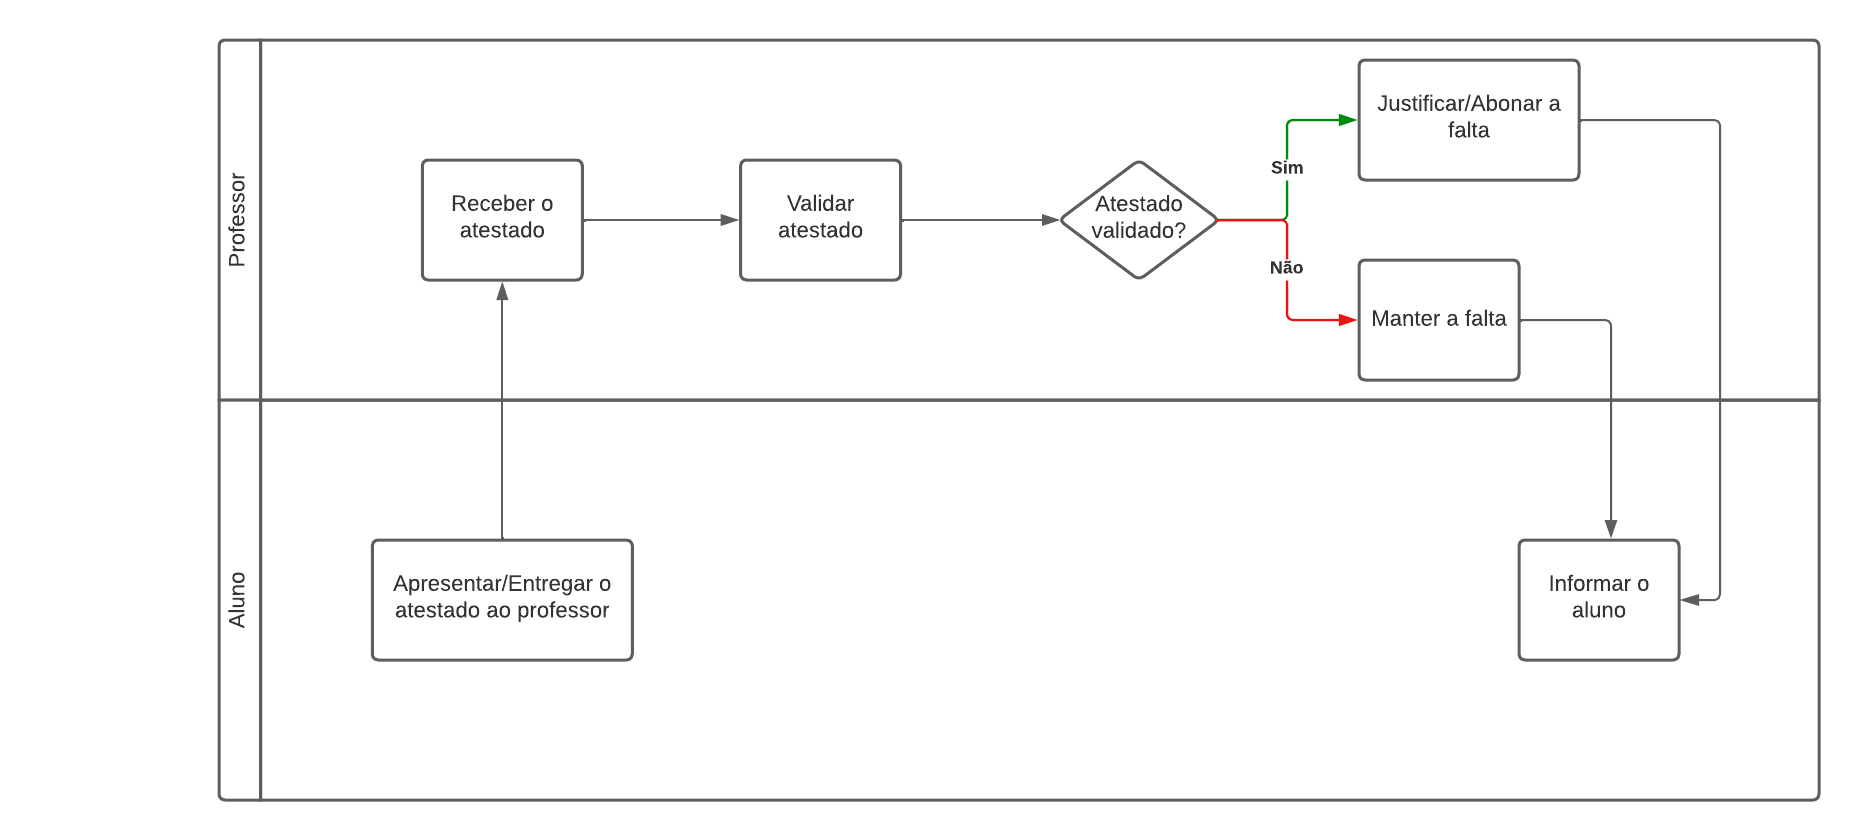 Professor
Receber o
atestado
Validar
atestado
Atestado
validado?
Sim
Justificar/Abonar a
falta
Não
Manter a falta
Aluno
Apresentar/Entregar o
atestado ao professor
Informar o
aluno